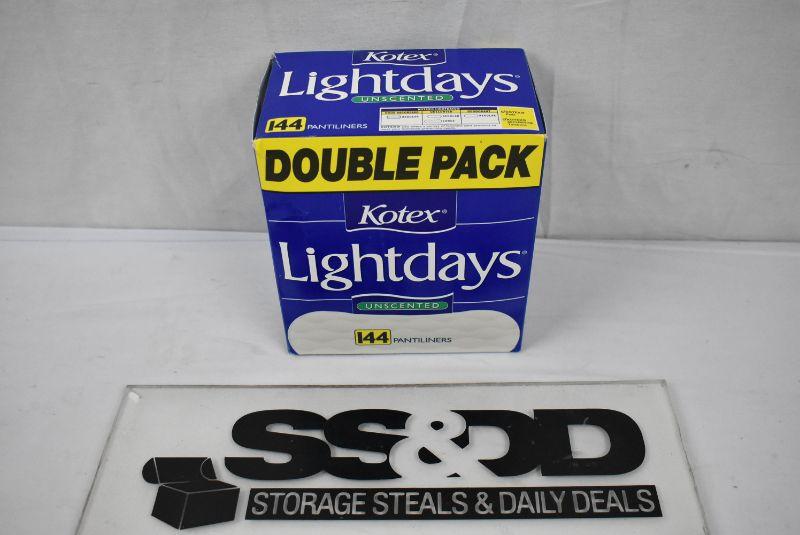 Kotex®
Lightdays®
UNSCENTED
144 PANTILINERS
DOUBLE PACK
Kotex®
Lightdays®
UNSCENTED
144 PANTILINERS
SS&DD
STORAGE STEALS & DAILY DEALS